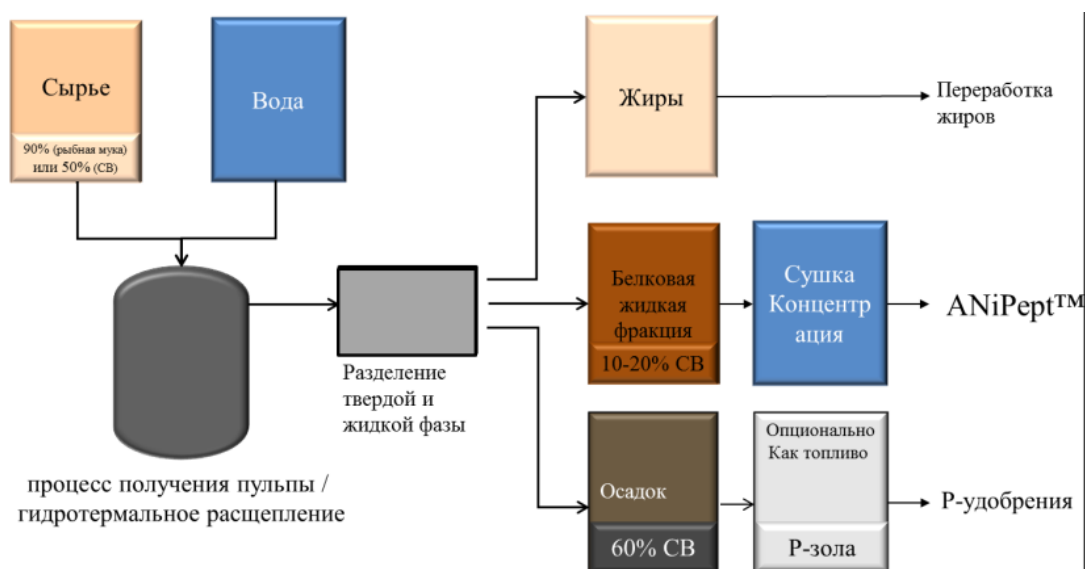 Сырье
90% (рыбная мука)
или 50% (СВ)
Вода
Жиры
Переработка
жиров
Белковая
жидкая
фракция
10-20% СВ
Сушка
Концентр
ация
ANiPept™
Разделение
твердой и
жидкой фазы
процесс получения пульпы /
гидротермальное расщепление
Осадок
60% СВ
Опционально
Как топливо
Р-зола
Р-удобрения